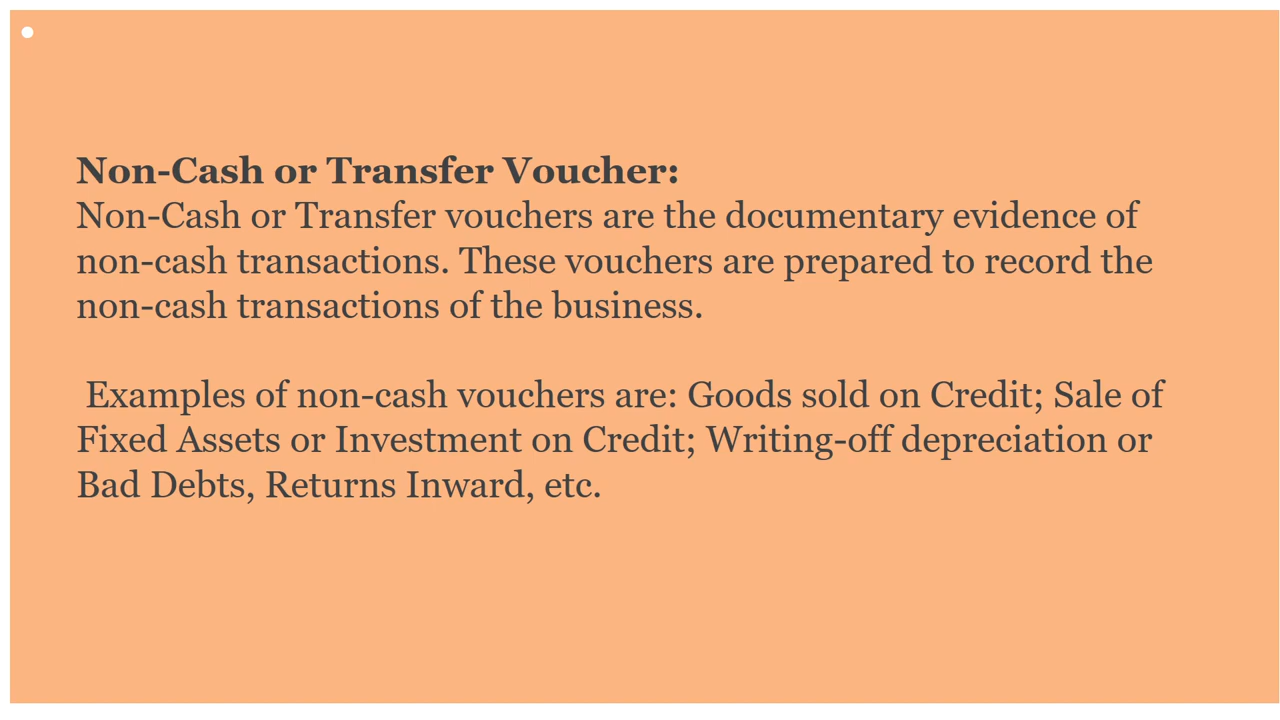 Non-Cash or Transfer Voucher:
Non-Cash or Transfer vouchers are the documentary evidence of
non-cash transactions. These vouchers are prepared to record the
non-cash transactions of the business.
Examples of non-cash vouchers are: Goods sold on Credit; Sale of
Fixed Assets or Investment on Credit; Writing-off depreciation or
Bad Debts, Returns Inward, etc.